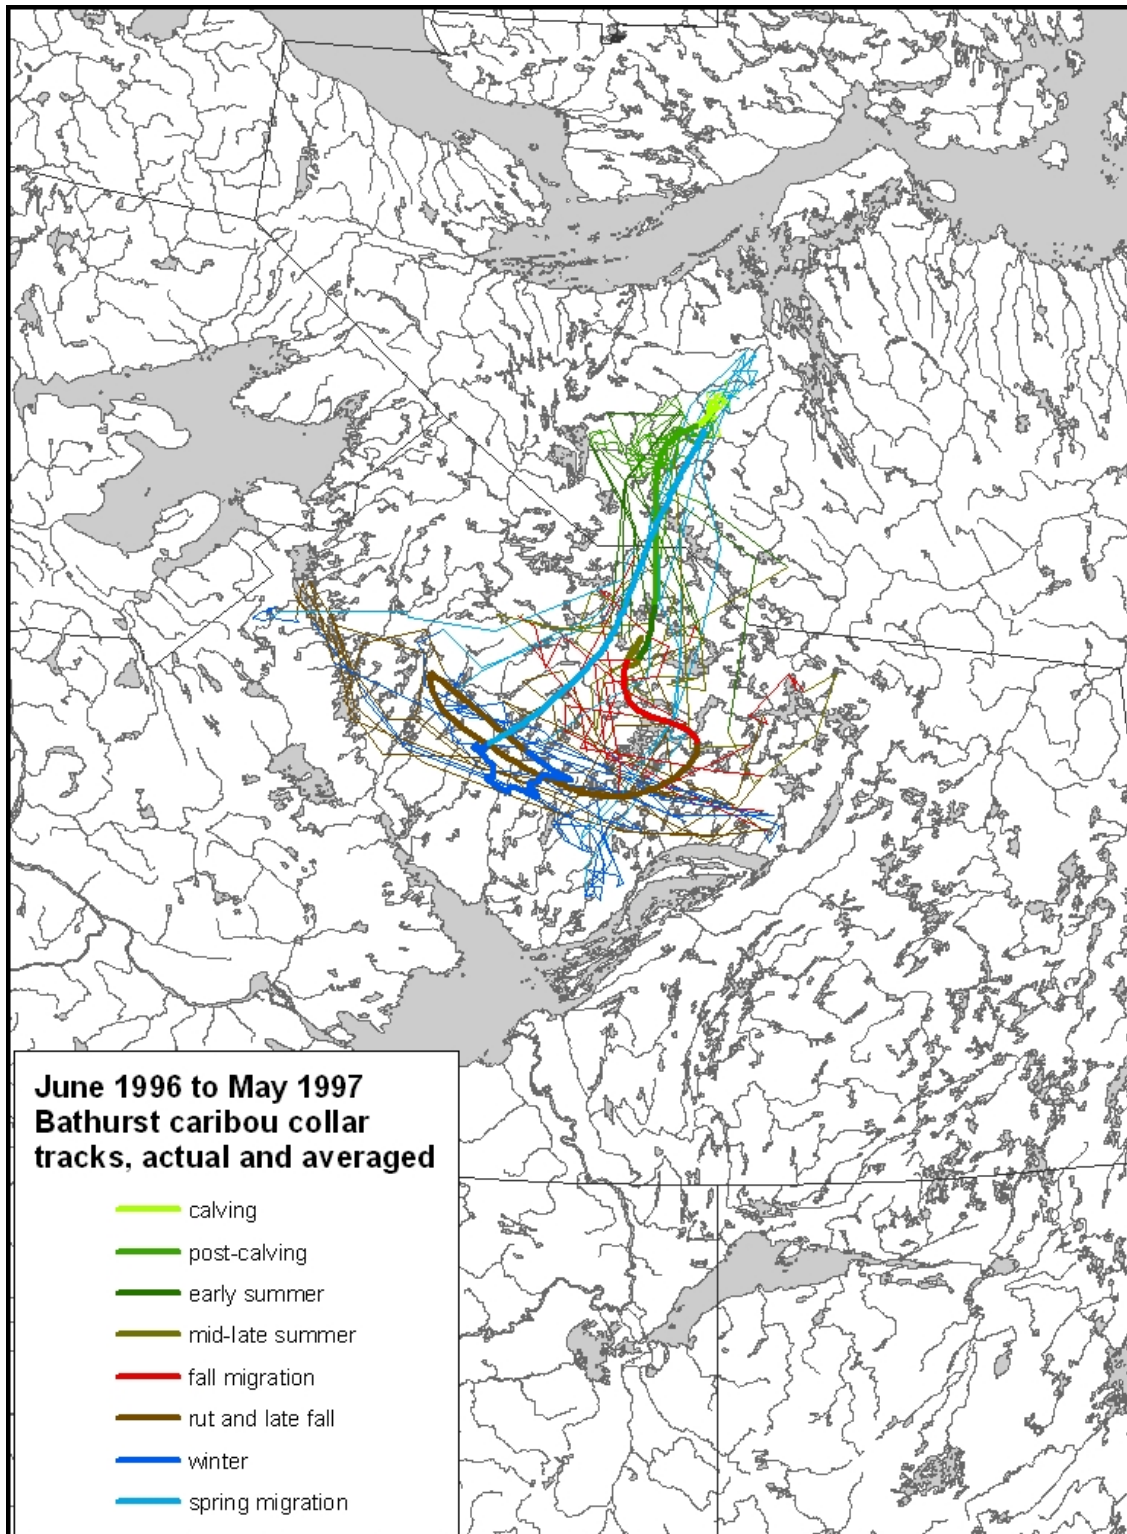 June 1996 to May 1997
Bathurst caribou collar
tracks, actual and averaged
calving
post-calving
early summer
mid-late summer
fall migration
rut and late fall
winter
spring migration